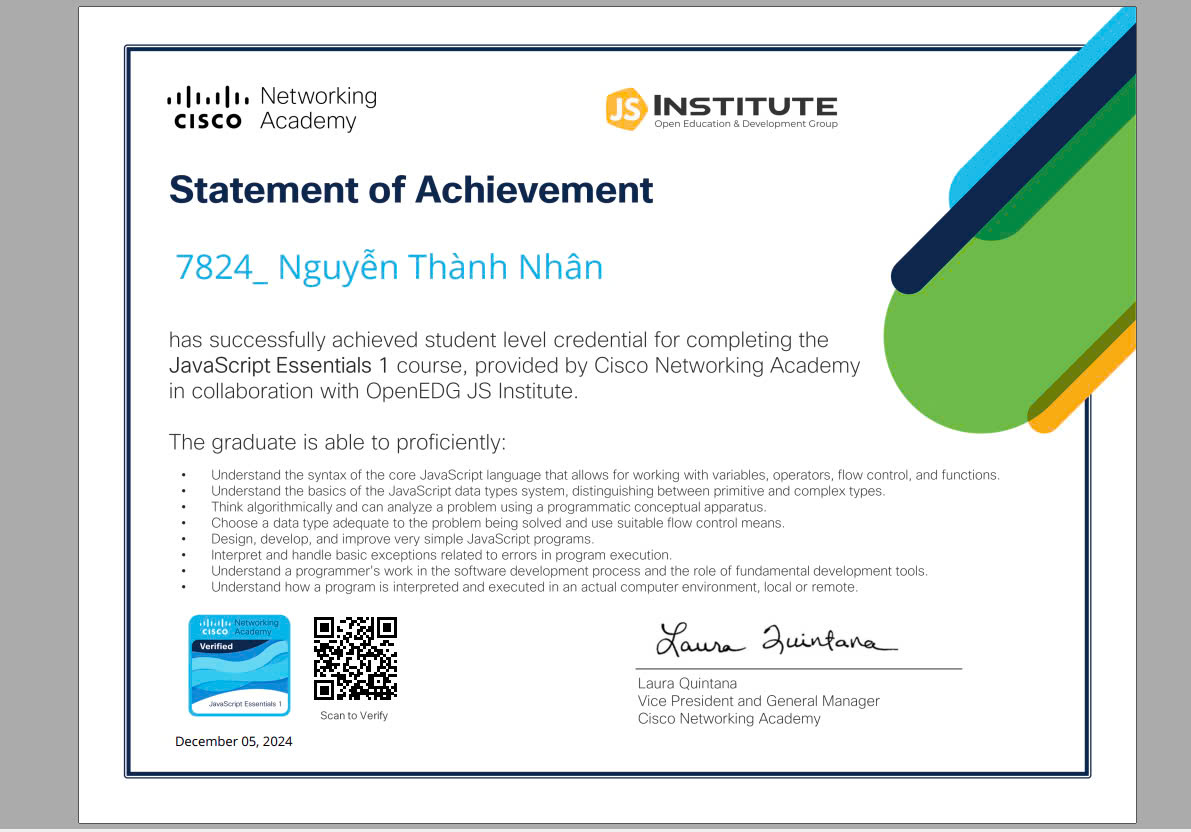 CISCO
Networking
Academy
JS INSTITUTE
Open Education & Development Group
Statement of Achievement
7824_ Nguyễn Thành Nhân
has successfully achieved student level credential for completing the
JavaScript Essentials 1 course, provided by Cisco Networking Academy
in collaboration with OpenEDG JS Institute.
The graduate is able to proficiently:
• Understand the syntax of the core JavaScript language that allows for working with variables, operators, flow control, and functions.
• Understand the basics of the JavaScript data types system, distinguishing between primitive and complex types.
• Think algorithmically and can analyze a problem using a programmatic conceptual apparatus.
• Choose a data type adequate to the problem being solved and use suitable flow control means.
• Design, develop, and improve very simple JavaScript programs.
• Interpret and handle basic exceptions related to errors in program execution.
• Understand a programmer's work in the software development process and the role of fundamental development tools.
• Understand how a program is interpreted and executed in an actual computer environment, local or remote.
CISCO
Networking
Academy
Verified
JavaScript Essentials 1
Scan to Verify
December 05, 2024
Laura Quintana
Laura Quintana
Vice President and General Manager
Cisco Networking Academy